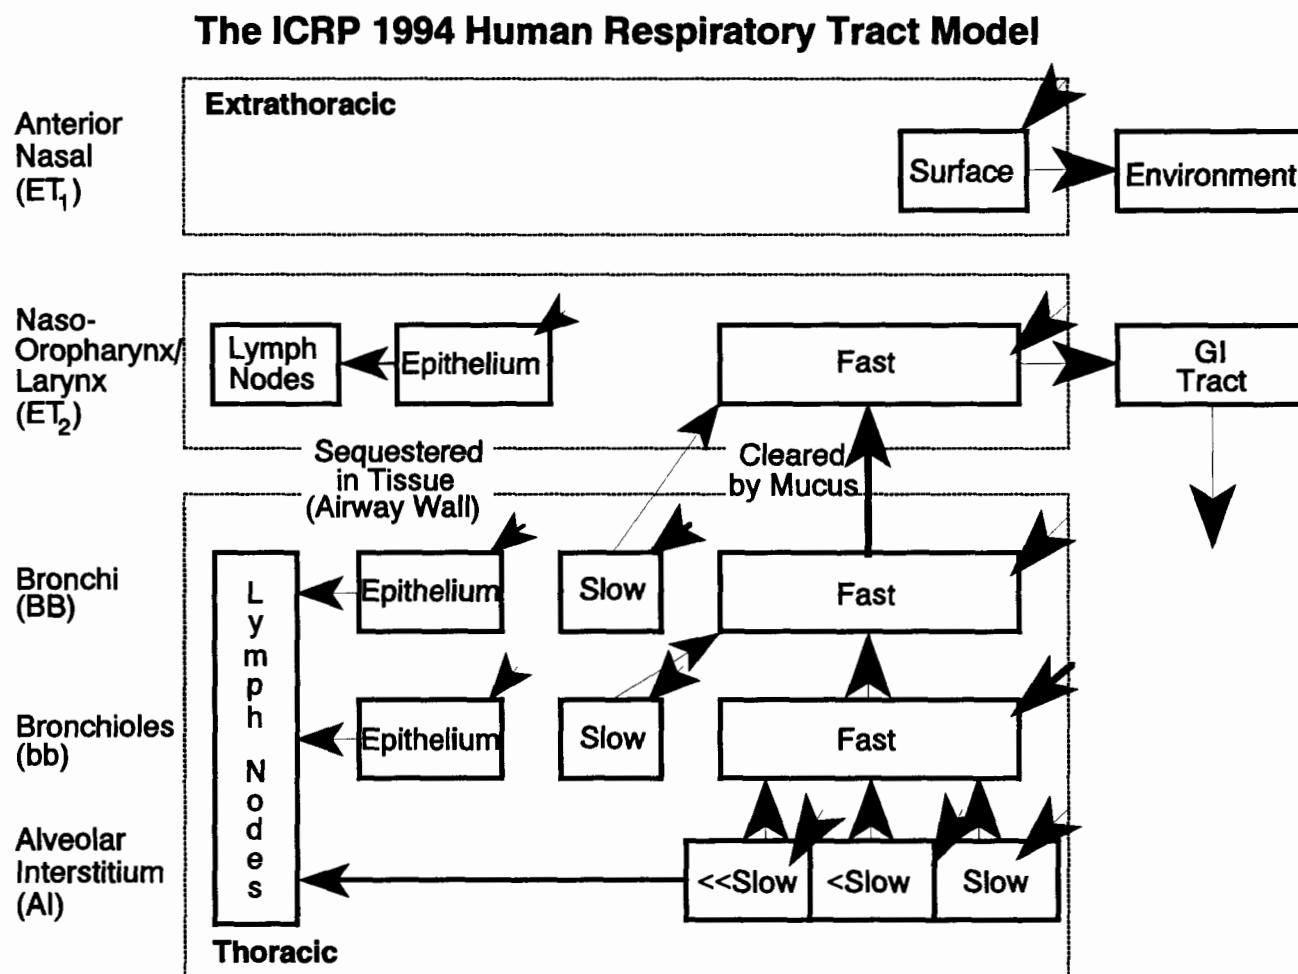 The ICRP 1994 Human Respiratory Tract Model
Extrathoracic
Anterior
Nasal
(ET1)
Surface
Environment
Naso-
Oropharynx/
Larynx
(ET2)
Lymph
Nodes
Epithelium
Fast
GI
Tract
Sequestered
in Tissue
(Airway Wall)
Cleared
by Mucus
Bronchi
(BB)
Lymph Nodes
Epithelium
Slow
Fast
Bronchioles
(bb)
Epithelium
Slow
Fast
Alveolar
Interstitium
(AI)
<<Slow
<Slow
Slow
Thoracic